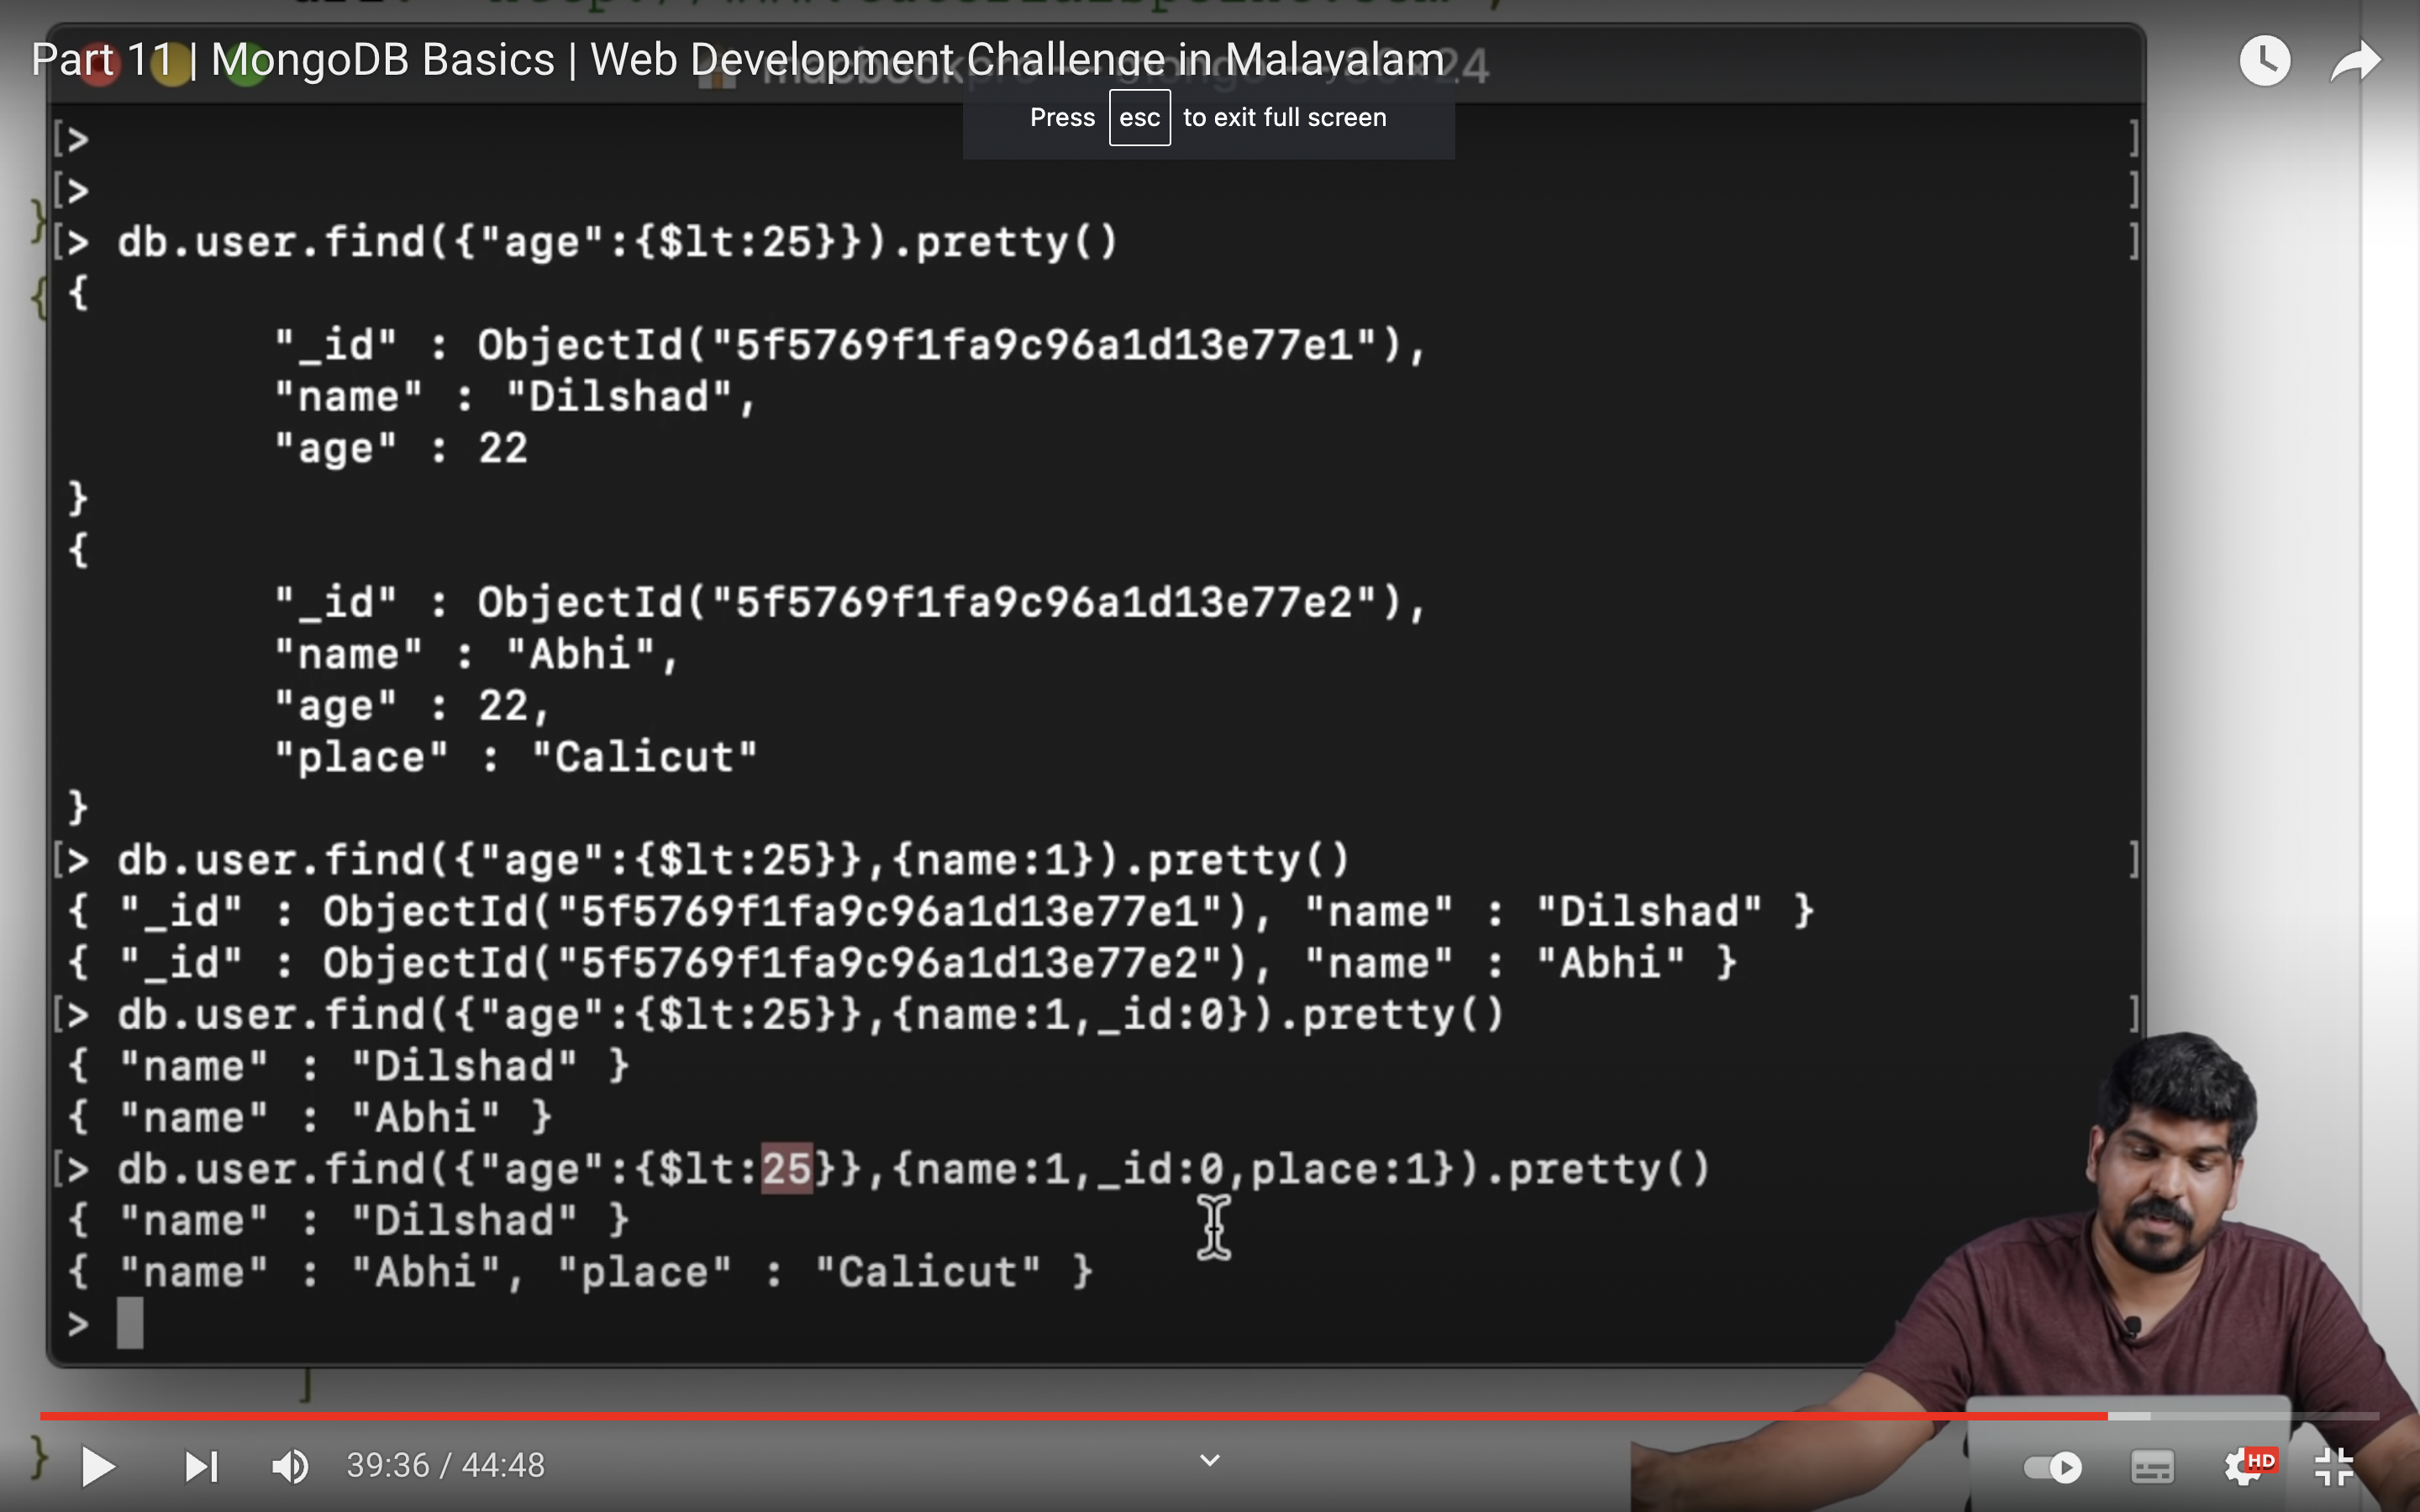 Part 11 | MongoDB Basics | Web Development Challenge in Malayalam
Press esc to exit full screen
[>
]
[>
]
[> db.user.find({"age":{$lt:25}}).pretty()
]
{
"_id" : ObjectId("5f5769f1fa9c96a1d13e77e1"),
"name" : "Dilshad",
"age" : 22
}
{
"_id" : ObjectId("5f5769f1fa9c96a1d13e77e2"),
"name" : "Abhi",
"age" : 22,
"place" : "Calicut"
}
[> db.user.find({"age":{$lt:25}},{name:1}).pretty()
]
{ "_id" : ObjectId("5f5769f1fa9c96a1d13e77e1"), "name" : "Dilshad" }
{ "_id" : ObjectId("5f5769f1fa9c96a1d13e77e2"), "name" : "Abhi" }
[> db.user.find({"age":{$lt:25}},{name:1,_id:0}).pretty()
]
{ "name" : "Dilshad" }
{ "name" : "Abhi" }
[> db.user.find({"age":{$lt:25}},{name:1,_id:0,place:1}).pretty()
{ "name" : "Dilshad" }
{ "name" : "Abhi", "place" : "Calicut" }
>
]
}
39:36 / 44:48
HD